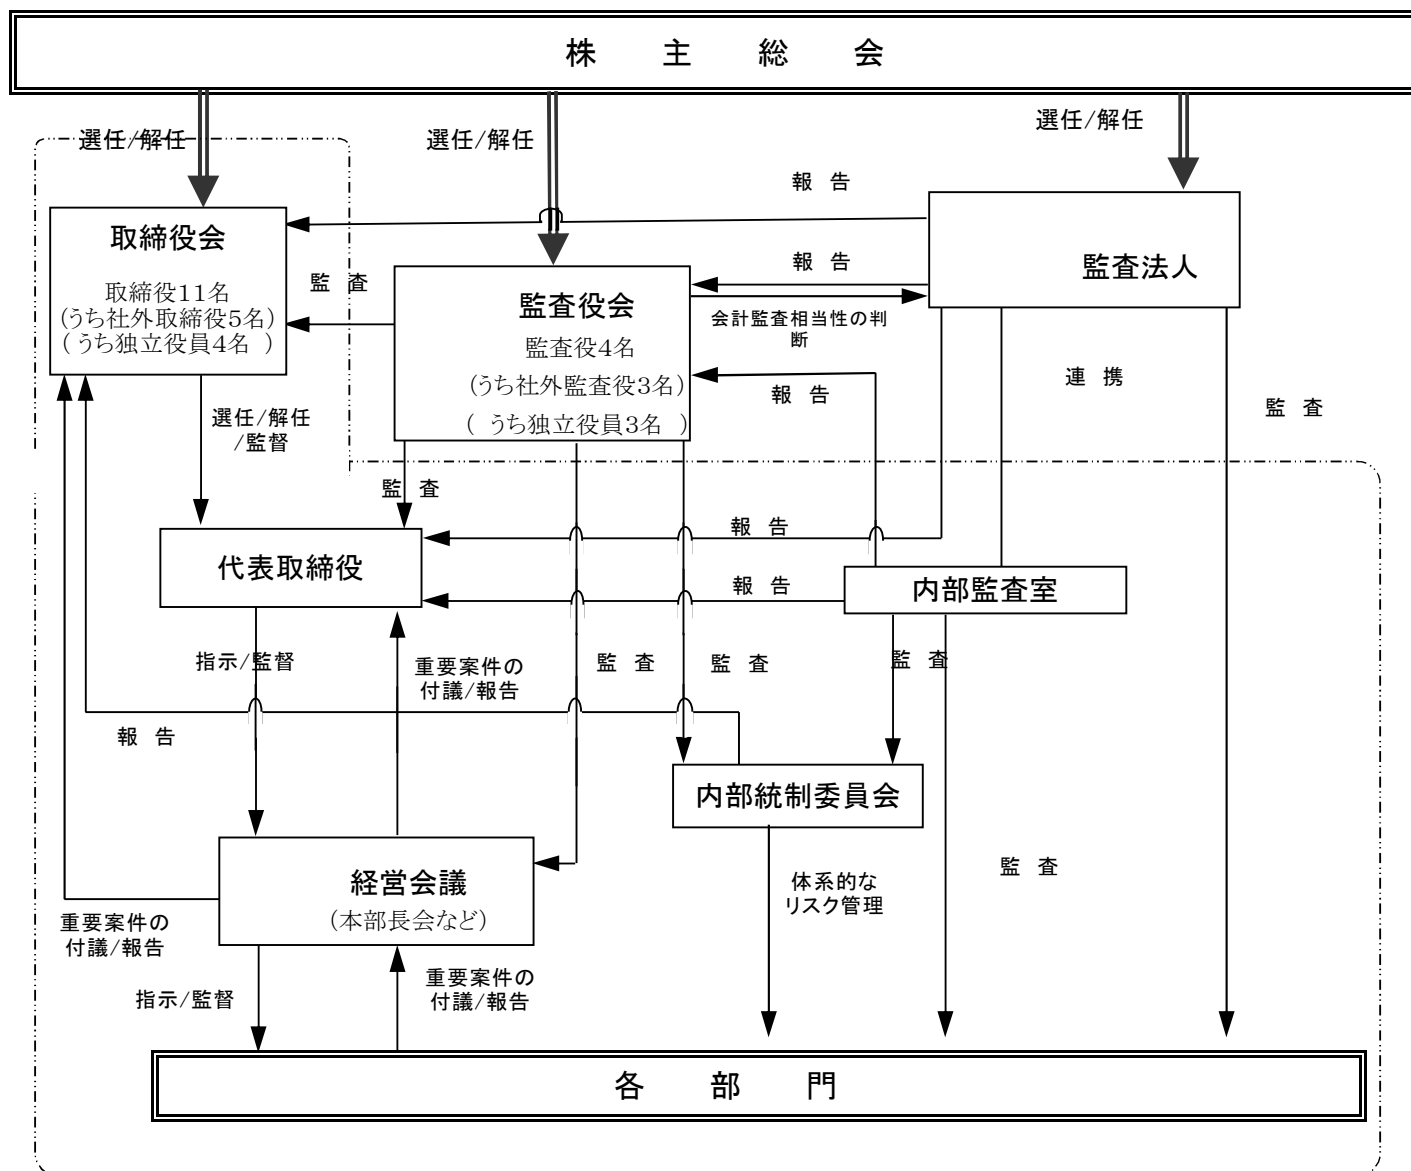 株 主 総 会
選任/解任
選任/解任
選任/解任
報 告
取締役会
取締役11名
(うち社外取締役5名)
( うち独立役員4名 )
監 査
監査役会
監査役4名
(うち社外監査役3名)
( うち独立役員3名 )
報 告
会計監査相当性の判
断
監査法人
報 告
連 携
監 査
選任/解任
/監督
監 査
代表取締役
報 告
報 告
内部監査室
指示/監督
重要案件の
付議/報告
監 査
監 査
監 査
報 告
内部統制委員会
経営会議
(本部長会など)
体系的な
リスク管理
監 査
重要案件の
付議/報告
指示/監督
重要案件の
付議/報告
各 部 門